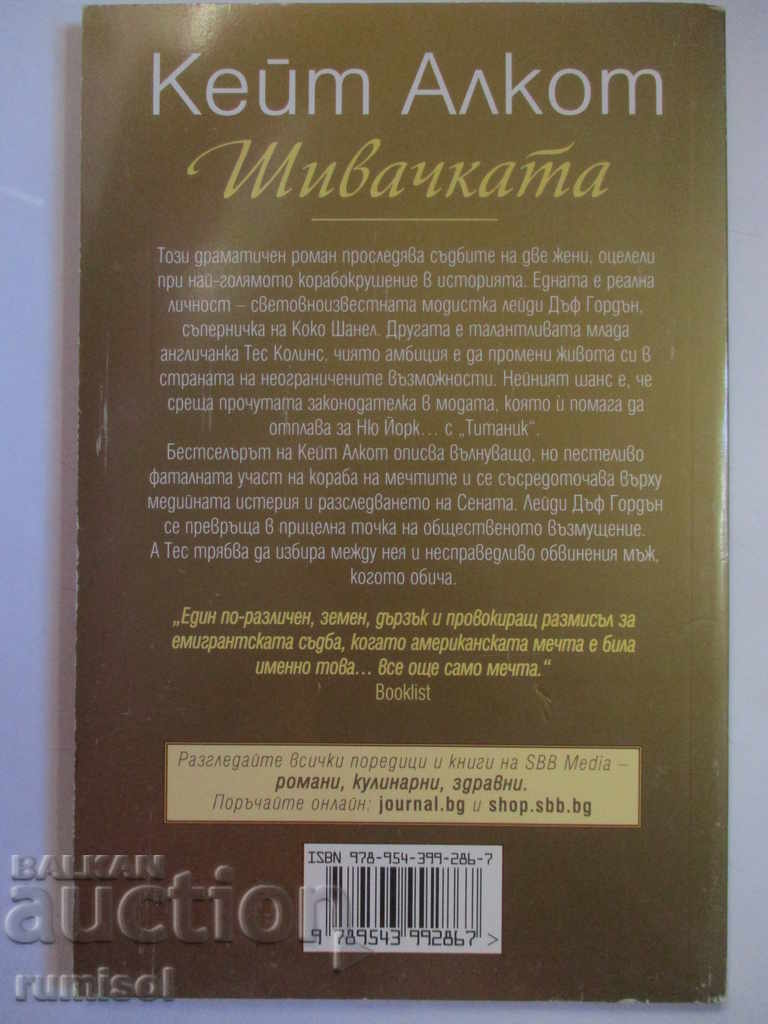 Кейт Алкот
Шивачката
Този драматичен роман проследява съдбите на две жени, оцелели
при най-голямото корабокрушение в историята. Едната е реална
личност – световноизвестната модистка лейди Дъф Гордън,
съперничка на Коко Шанел. Другата е талантливата млада
англичанка Тес Колинс, чиято амбиция е да промени живота си в
страната на неограничените възможности. Нейният шанс е, че
среща прочутата законодателка в модата, която ѝ помага да
отплава за Ню Йорк... с „Титаник“.
Бестселърът на Кейт Алкот описва вълнуващо, но пестеливо
фаталната участ на кораба на мечтите и се съсредоточава върху
медийната истерия и разследването на Сената. Лейди Дъф Гордън
се превръща в прицелна точка на общественото възмущение.
А Тес трябва да избира между нея и несправедливо обвинения мъж,
когото обича.
„Един по-различен, земен, дързък и провокиращ размисъл за
емигрантската съдба, когато американската мечта е била
именно това... все още само мечта.“
Booklist
Разгледайте всички поредици и книги на SBB Media –
романи, кулинарни, здравни.
Поръчайте онлайн: journal.bg и shop.sbb.bg
ISBN 978-954-399-286-7
9 789543 992867 >
BALKAN
auction
rumisol